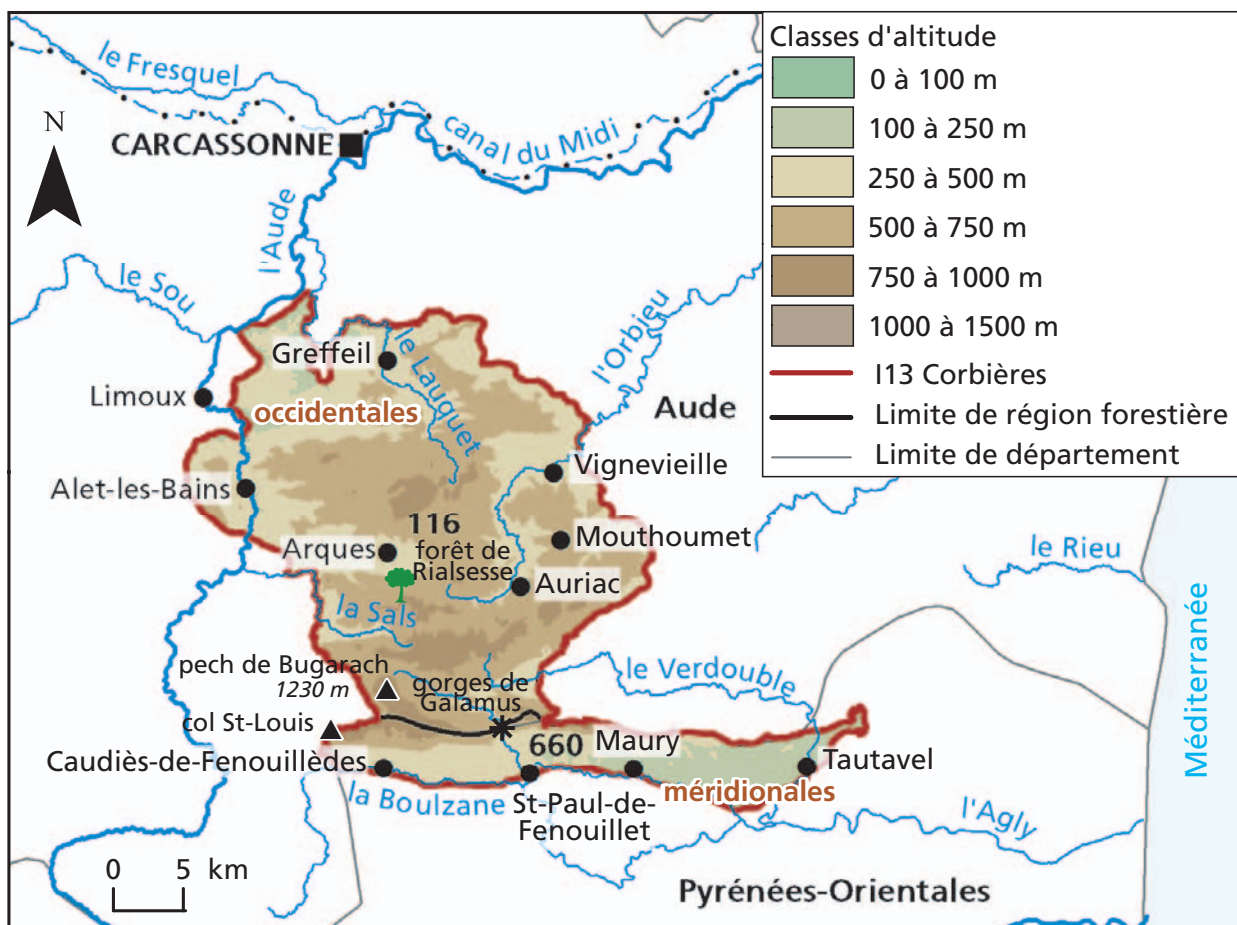 Classes d'altitude
0 à 100 m
100 à 250 m
250 à 500 m
500 à 750 m
750 à 1000 m
1000 à 1500 m
I13 Corbières
Limite de région forestière
Limite de département
le Fresquel
N
CARCASSONNE
canal du Midi
l'Aude
le Sou
l'Orbieu
Greffeil
le Lauquet
Limoux
occidentales
Aude
Vignevieille
Alet-les-Bains
116
Mouthoumet
Arques
forêt de
Rialsesse
le Rieu
Auriac
la Sals
pech de Bugarach
1230 m
gorges de
Galamus
le Verdouble
col St-Louis
660
Maury
Caudiès-de-Fenouillèdes
Tautavel
la Boulzane
St-Paul-de-
Fenouillet
méridionales
l'Agly
Méditerranée
0 5 km
Pyrénées-Orientales